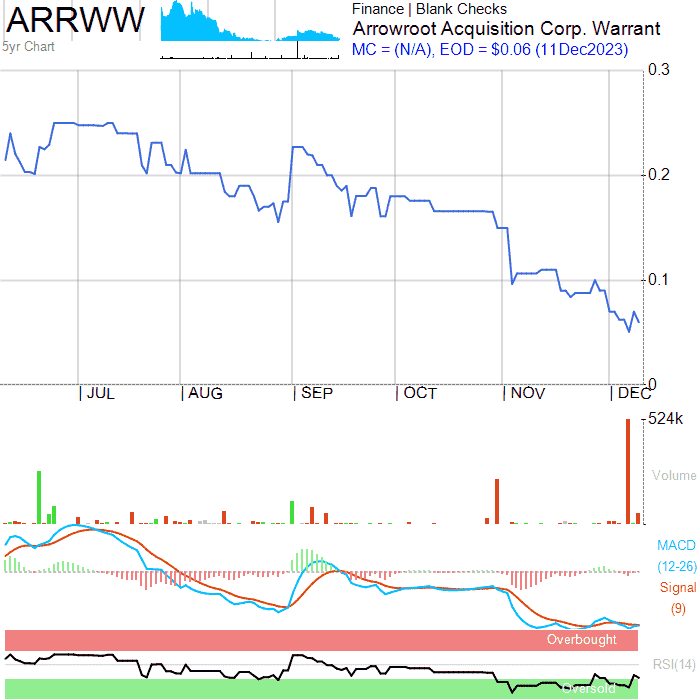 ARRWW
5yr Chart
Finance | Blank Checks
Arrowroot Acquisition Corp. Warrant
MC = (N/A), EOD = $0.06 (11Dec2023)
0.3
0.2
0.1
0
| JUL
| AUG
| SEP
| OCT
| NOV
| DEC
524k
Volume
MACD
(12-26)
Signal
(9)
Overbought
RSI(14)
Oversold